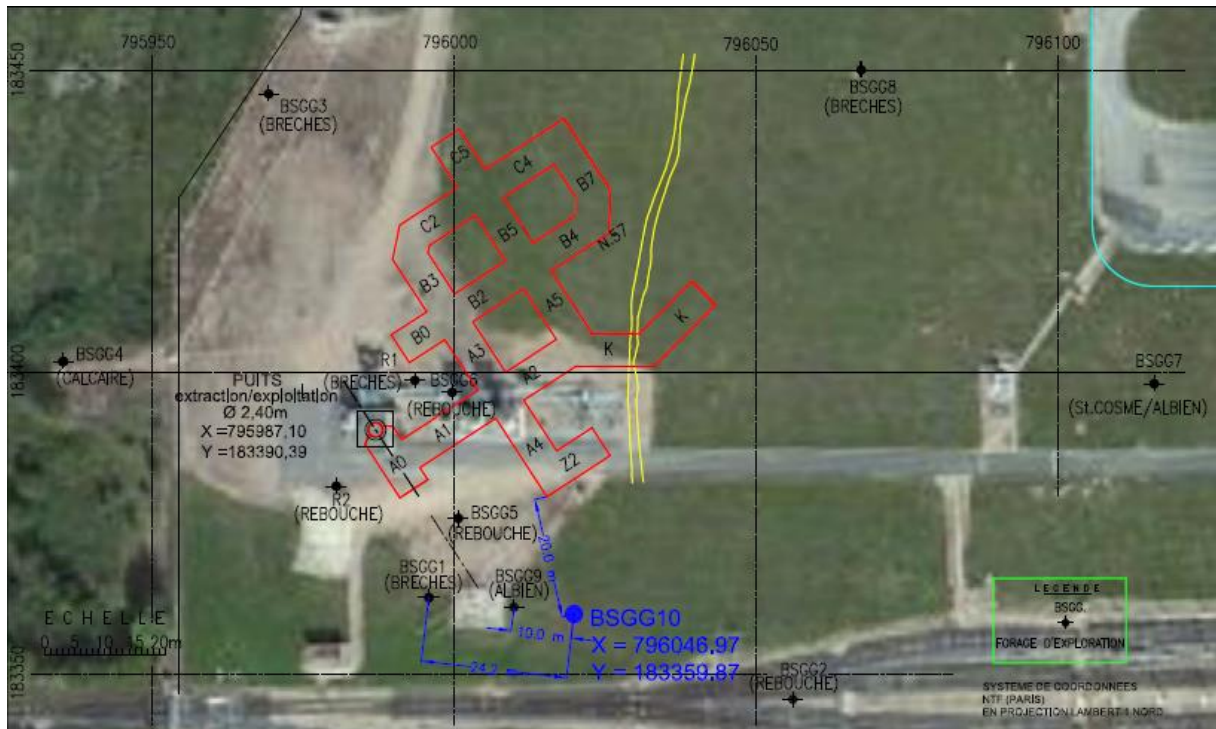 795950
796000
796050
796100
183450
BSGG3
(BRECHES)
BSGG8
(BRECHES)
C5
C4
B7
C2
B5
B4
N.57
B3
B2
A5
K
B0
A3
K
183400
BSGG4
(CALCAIRE)
R1
(BRECHES)
BSGG6
(REBOUCHE)
A2
BSGG7
(St.COSME/ALBIEN)
PUITS
extraction/exploitation
Ø 2,40m
X =795987,10
Y =183390,39
A1
A4
A0
Z2
R2
(REBOUCHE)
BSGG5
(REBOUCHE)
20.0 m
BSGG1
(BRECHES)
BSGG9
(ALBIEN)
BSGG10
X = 796046,97
Y = 183359,87
10.0 m
24.2
ECHELLE
0 5 10 15 20m
183350
BSGG2
(REBOUCHE)
LEGENDE
BSGG.
FORAGE D'EXPLORATION
SYSTEME DE COORDONNEES
NTF (PARIS)
EN PROJECTION LAMBERT 1 NORD